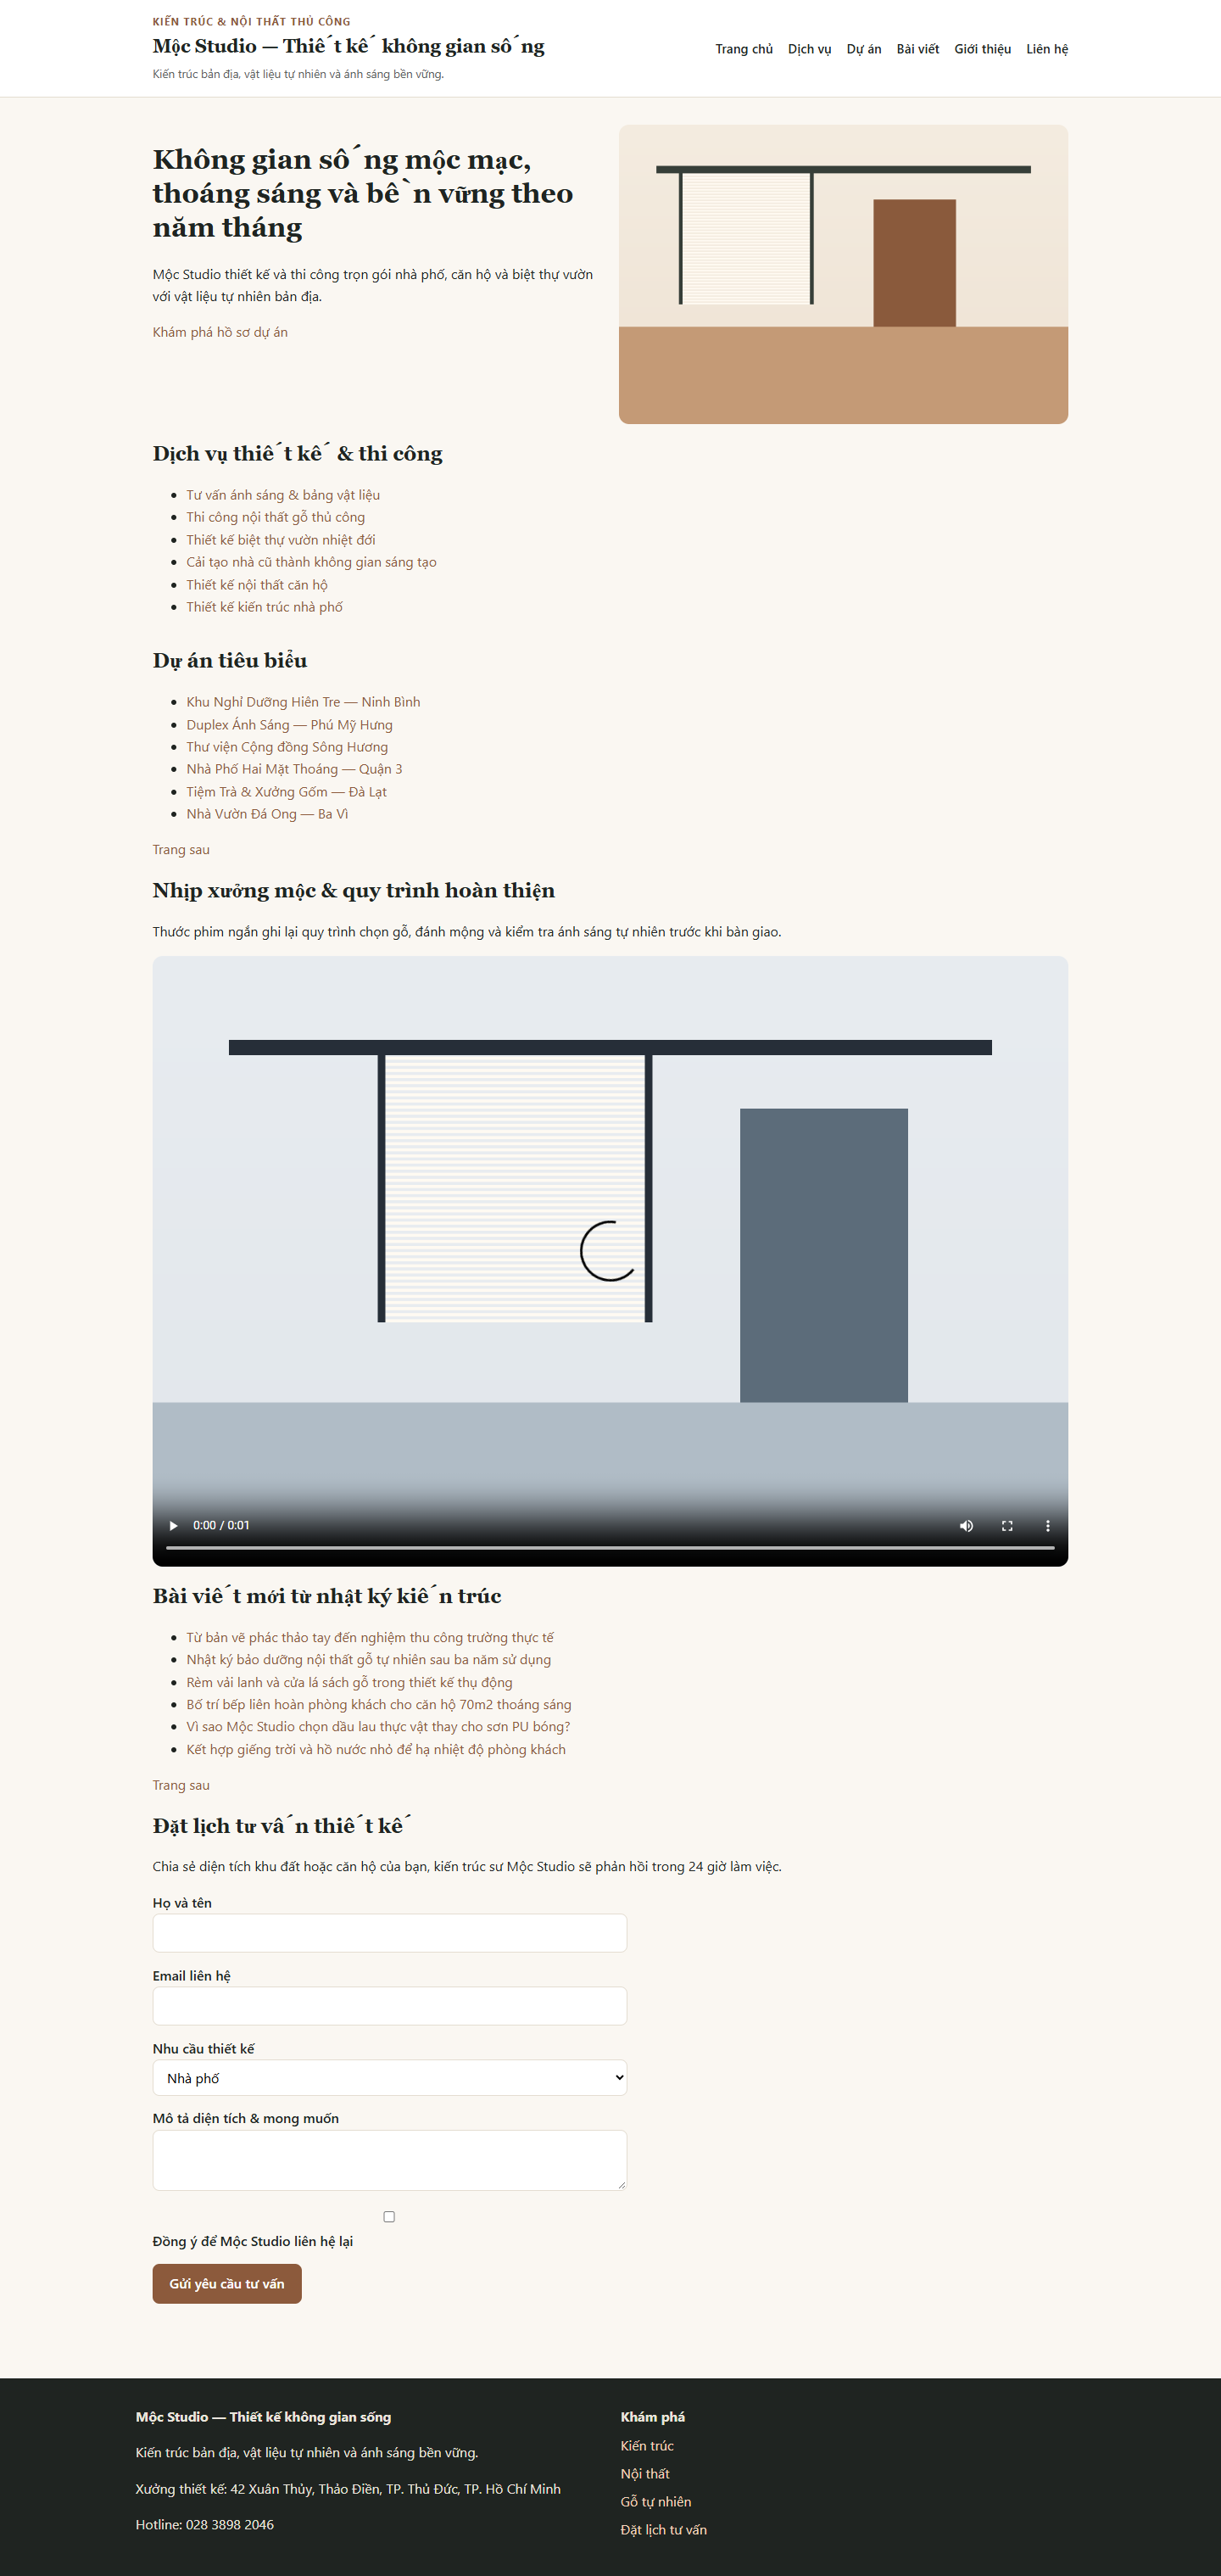 KIẾN TRÚC & NỘI THẤT THỦ CÔNG
Mộc Studio — Thiết kế không gian sống
Kiến trúc bản địa, vật liệu tự nhiên và ánh sáng bền vững.
Trang chủ Dịch vụ Dự án Bài viết Giới thiệu Liên hệ
Không gian sống mộc mạc,
thoáng sáng và bền vững theo
năm tháng
Mộc Studio thiết kế và thi công trọn gói nhà phố, căn hộ và biệt thự vườn
với vật liệu tự nhiên bản địa.
Khám phá hồ sơ dự án
Dịch vụ thiết kế & thi công
Tư vấn ánh sáng & bảng vật liệu
Thi công nội thất gỗ thủ công
Thiết kế biệt thự vườn nhiệt đới
Cải tạo nhà cũ thành không gian sáng tạo
Thiết kế nội thất căn hộ
Thiết kế kiến trúc nhà phố
Dự án tiêu biểu
Khu Nghỉ Dưỡng Hiên Tre — Ninh Bình
Duplex Ánh Sáng — Phú Mỹ Hưng
Thư viện Cộng đồng Sông Hương
Nhà Phố Hai Mặt Thoáng — Quận 3
Tiệm Trà & Xưởng Gốm — Đà Lạt
Nhà Vườn Đá Ong — Ba Vì
Trang sau
Nhịp xưởng mộc & quy trình hoàn thiện
Thước phim ngắn ghi lại quy trình chọn gỗ, đánh mộng và kiểm tra ánh sáng tự nhiên trước khi bàn giao.
0:00 / 0:01
Bài viết mới từ nhật ký kiến trúc
Từ bản vẽ phác thảo tay đến nghiệm thu công trường thực tế
Nhật ký bảo dưỡng nội thất gỗ tự nhiên sau ba năm sử dụng
Rèm vải lanh và cửa lá sách gỗ trong thiết kế thụ động
Bố trí bếp liên hoàn phòng khách cho căn hộ 70m2 thoáng sáng
Vì sao Mộc Studio chọn dầu lau thực vật thay cho sơn PU bóng?
Kết hợp giếng trời và hồ nước nhỏ để hạ nhiệt độ phòng khách
Trang sau
Đặt lịch tư vấn thiết kế
Chia sẻ diện tích khu đất hoặc căn hộ của bạn, kiến trúc sư Mộc Studio sẽ phản hồi trong 24 giờ làm việc.
Họ và tên
Email liên hệ
Nhu cầu thiết kế
Nhà phố
Mô tả diện tích & mong muốn
Đồng ý để Mộc Studio liên hệ lại
Gửi yêu cầu tư vấn
Mộc Studio — Thiết kế không gian sống
Kiến trúc bản địa, vật liệu tự nhiên và ánh sáng bền vững.
Xưởng thiết kế: 42 Xuân Thủy, Thảo Điền, TP. Thủ Đức, TP. Hồ Chí Minh
Hotline: 028 3898 2046
Khám phá
Kiến trúc
Nội thất
Gỗ tự nhiên
Đặt lịch tư vấn